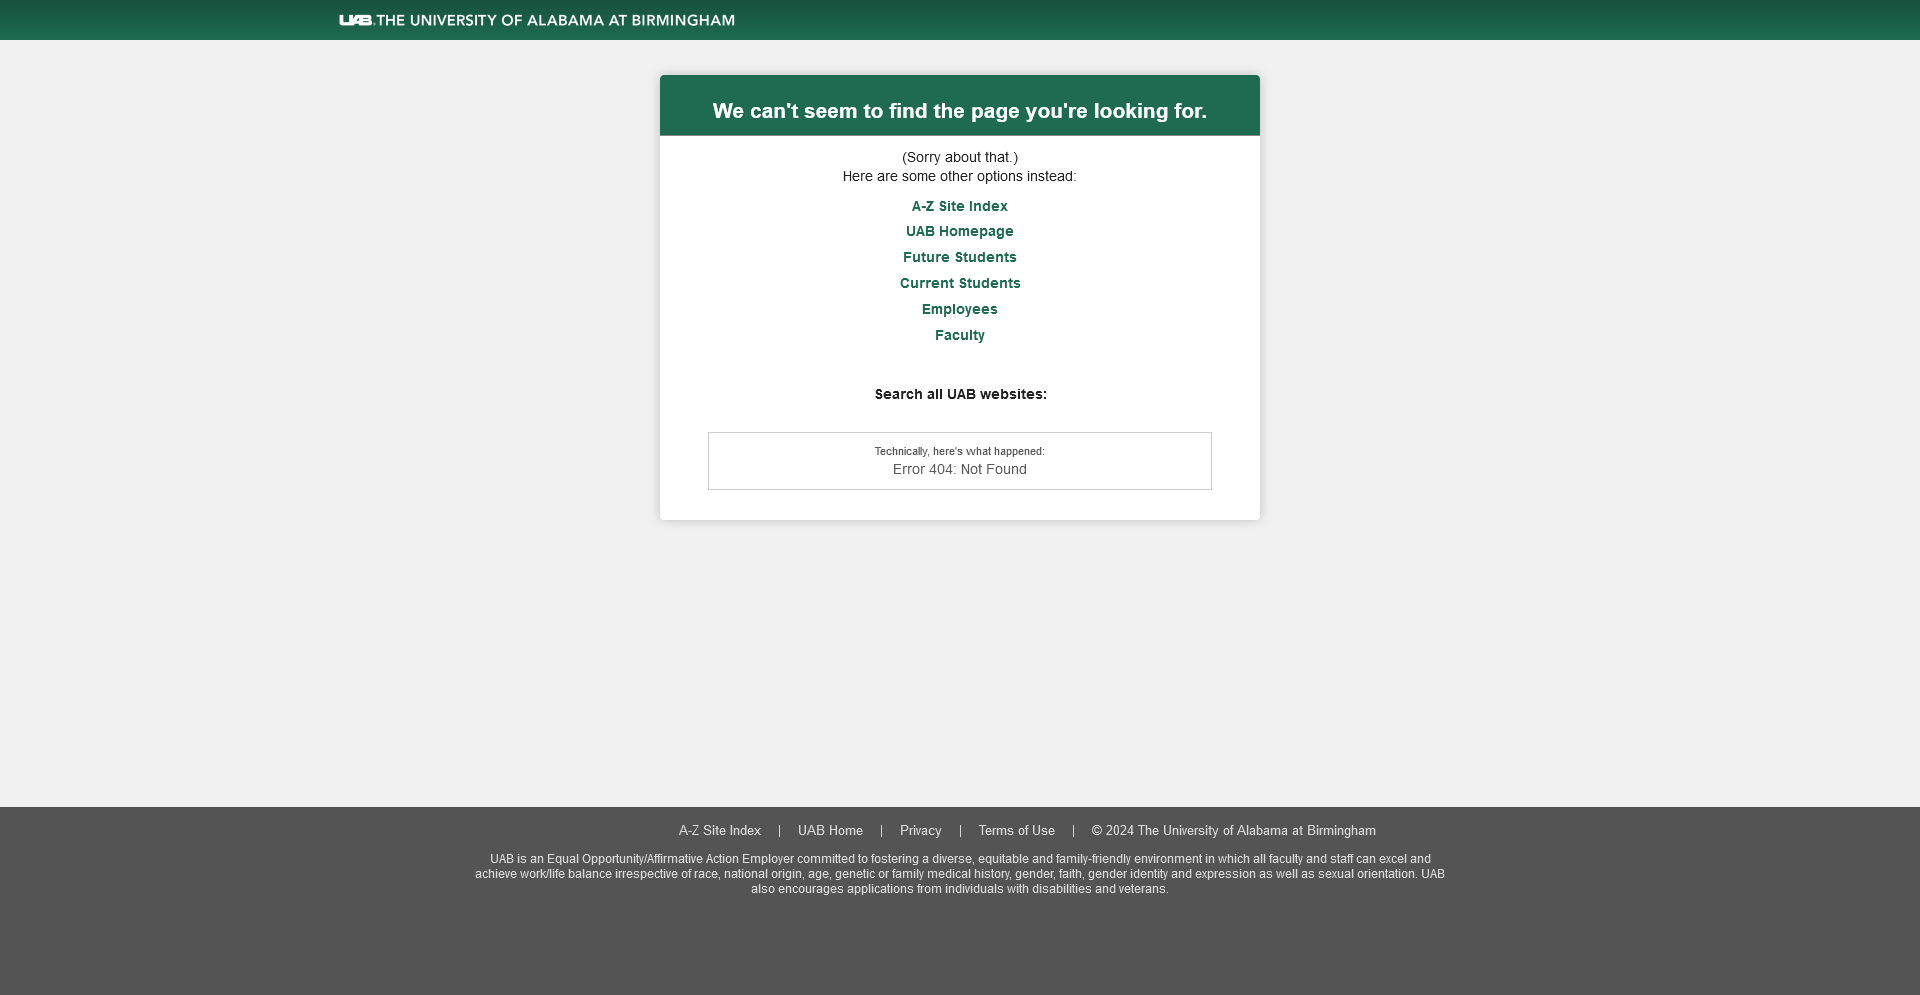 UAB THE UNIVERSITY OF ALABAMA AT BIRMINGHAM
We can't seem to find the page you're looking for.
(Sorry about that.)
Here are some other options instead:
A-Z Site Index
UAB Homepage
Future Students
Current Students
Employees
Faculty
Search all UAB websites:
Technically, here's what happened:
Error 404: Not Found
A-Z Site Index | UAB Home | Privacy | Terms of Use | © 2024 The University of Alabama at Birmingham
UAB is an Equal Opportunity/Affirmative Action Employer committed to fostering a diverse, equitable and family-friendly environment in which all faculty and staff can excel and
achieve work/life balance irrespective of race, national origin, age, genetic or family medical history, gender, faith, gender identity and expression as well as sexual orientation. UAB
also encourages applications from individuals with disabilities and veterans.